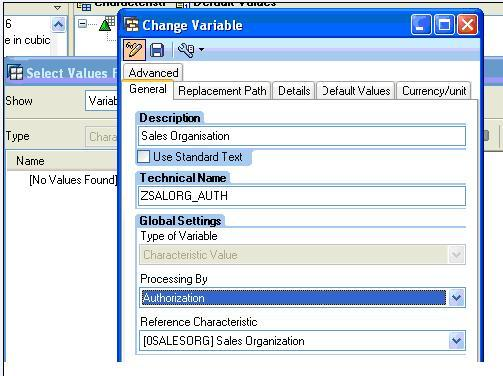 Characteristi
Default Values
6
e in cubic
Change Variable
Select Values F
Advanced
General
Replacement Path
Details
Default Values
Currency/unit
Show
Variab
Type
Chara
Name
[No Values Found]
Description
Sales Organisation
Use Standard Text
Technical Name
ZSALORG_AUTH
Global Settings
Type of Variable
Characteristic Value
Processing By
Authorization
Reference Characteristic
[0SALESORG] Sales Organization